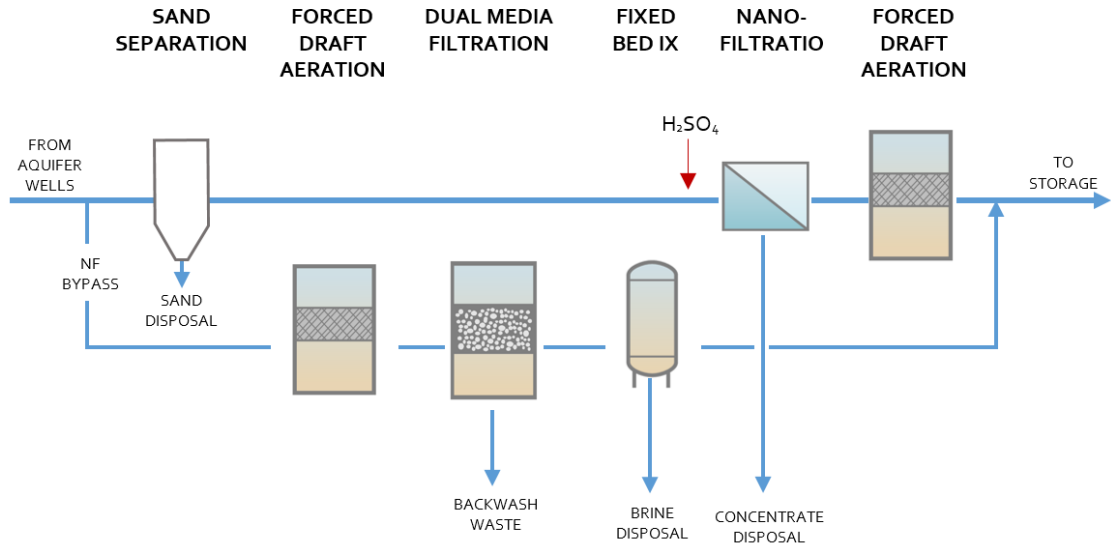 SAND
SEPARATION
FORCED
DRAFT
AERATION
DUAL MEDIA
FILTRATION
FIXED
BED IX
NANO-
FILTRATIO
FORCED
DRAFT
AERATION
H₂SO₄
FROM
AQUIFER
WELLS
TO
STORAGE
NF
BYPASS
SAND
DISPOSAL
BACKWASH
WASTE
BRINE
DISPOSAL
CONCENTRATE
DISPOSAL